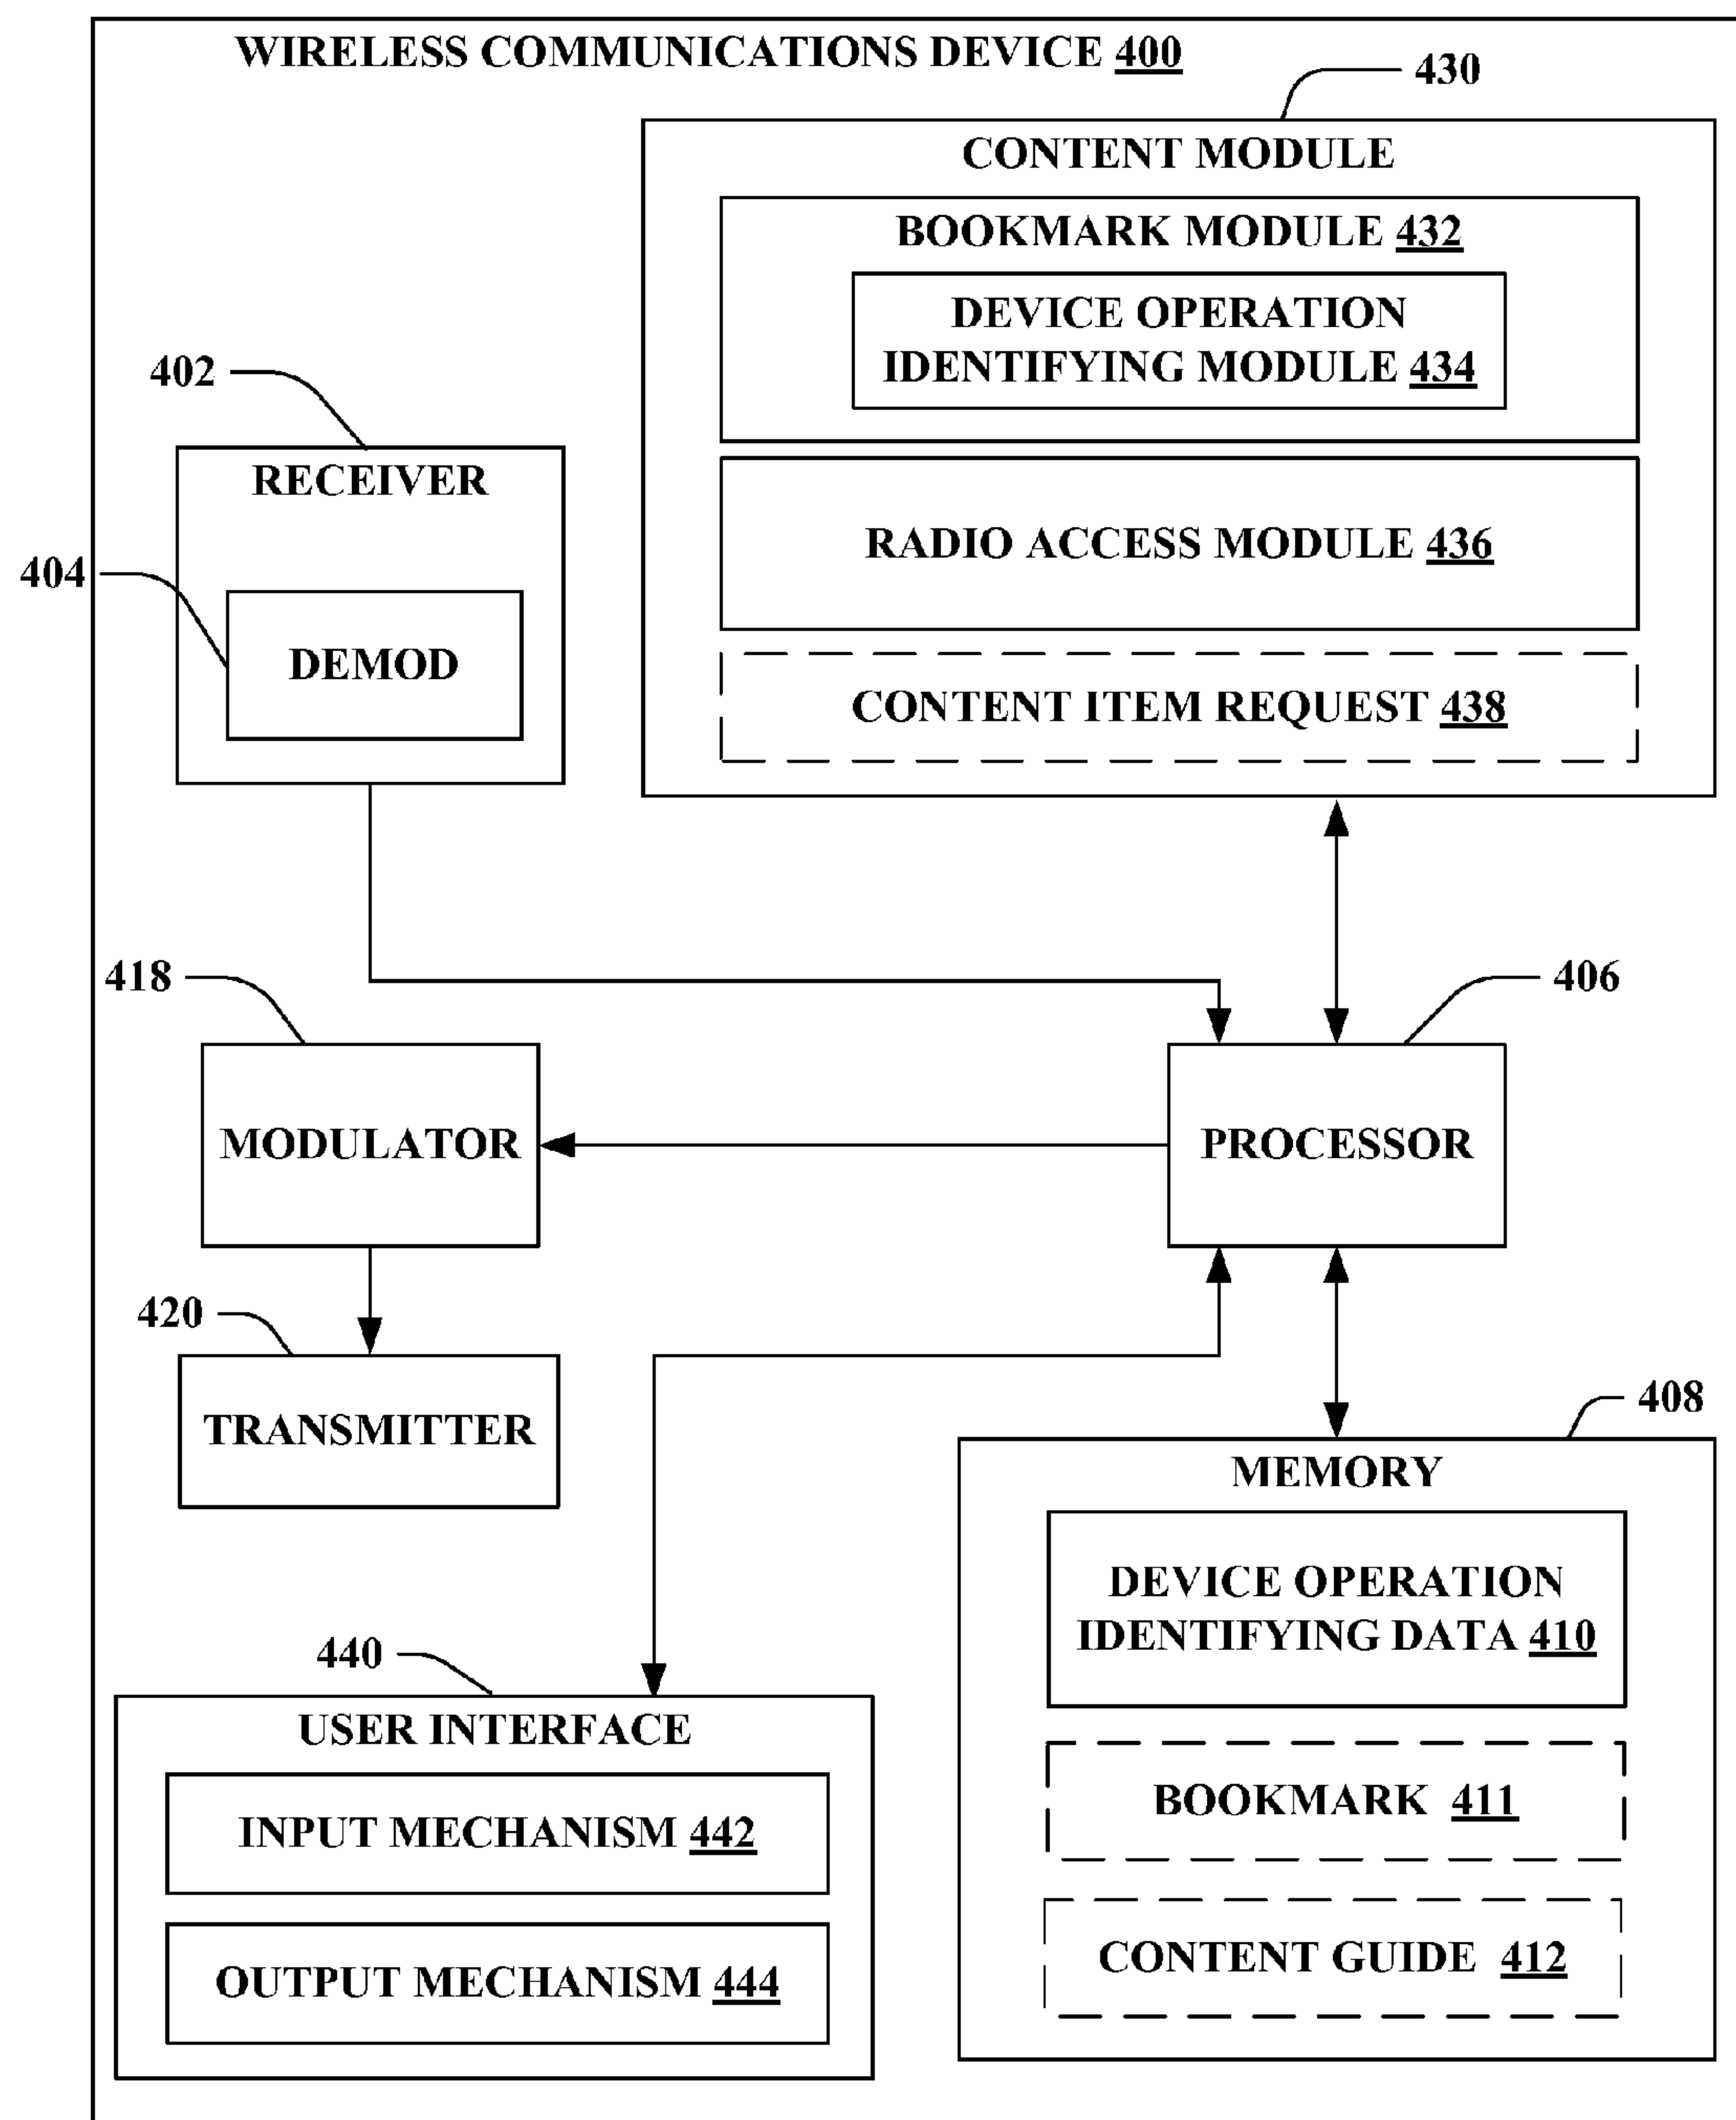 WIRELESS COMMUNICATIONS DEVICE 400
430
CONTENT MODULE
BOOKMARK MODULE 432
DEVICE OPERATION
IDENTIFYING MODULE 434
402
RECEIVER
RADIO ACCESS MODULE 436
404
DEMOD
CONTENT ITEM REQUEST 438
418
406
MODULATOR
PROCESSOR
420
TRANSMITTER
408
MEMORY
DEVICE OPERATION
IDENTIFYING DATA 410
440
USER INTERFACE
BOOKMARK 411
INPUT MECHANISM 442
CONTENT GUIDE 412
OUTPUT MECHANISM 444